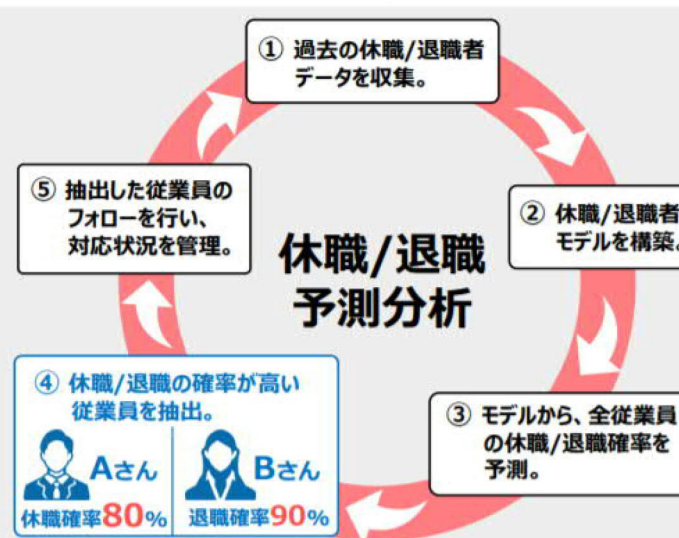 ① 過去の休職/退職者
データを収集。
② 休職/退職者
モデルを構築。
③ モデルから、全従業員
の休職/退職確率を
予測。
④ 休職/退職の確率が高い
従業員を抽出。
Aさん
休職確率80%
Bさん
退職確率90%
⑤ 抽出した従業員の
フォローを行い、
対応状況を管理。
休職/退職
予測分析